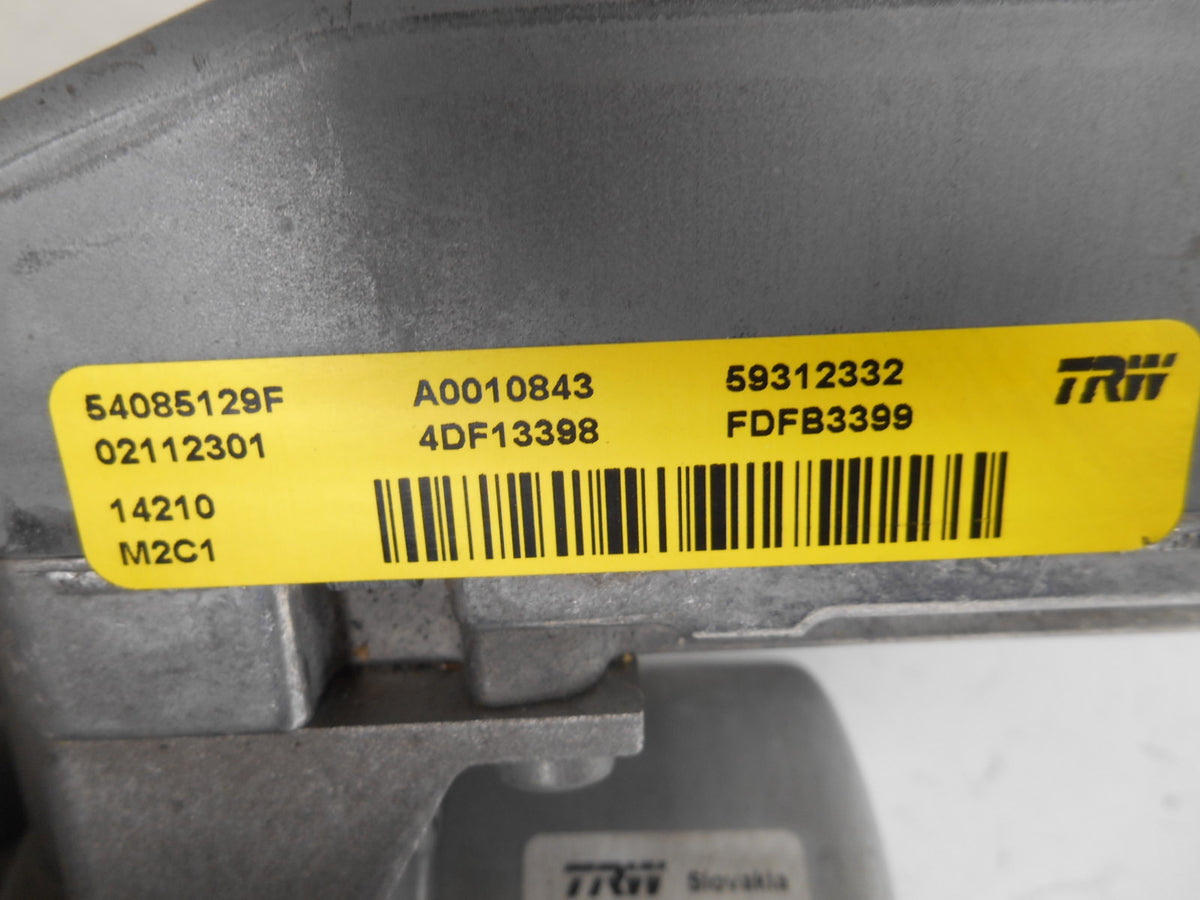 54085129F A0010843 59312332 TRW
02112301 4DF13398 FDFB3399
14210
M2C1
TRW Slovakia